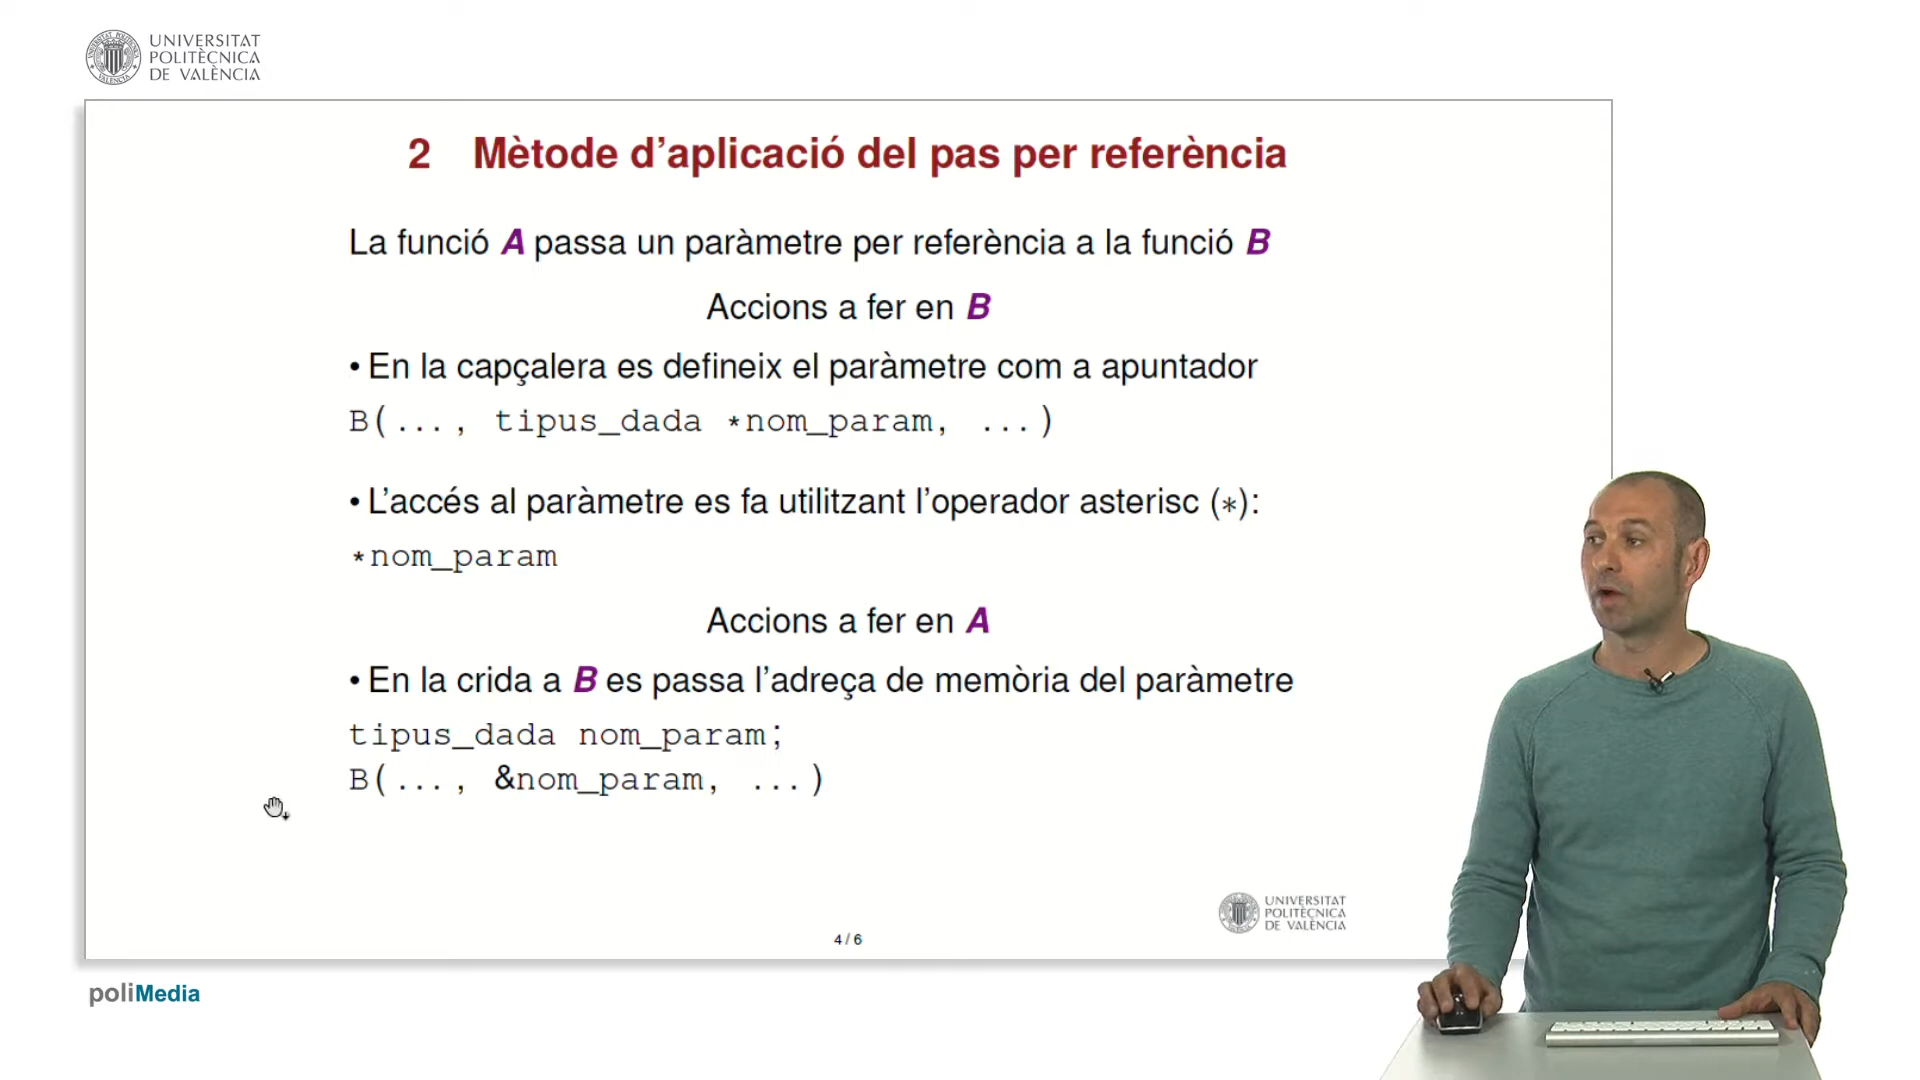 UNIVERSITAT
POLITÈCNICA
DE VALÈNCIA
2 Mètode d'aplicació del pas per referència
La funció A passa un paràmetre per referència a la funció B
Accions a fer en B
• En la capçalera es defineix el paràmetre com a apuntador
B(..., tipus_dada *nom_param, ...)
• L'accés al paràmetre es fa utilitzant l'operador asterisc (*):
*nom_param
Accions a fer en A
• En la crida a B es passa l'adreça de memòria del paràmetre
tipus_dada nom_param;
B(..., &nom_param, ...)
UNIVERSITAT
POLITÈCNICA
DE VALÈNCIA
4 / 6
poliMedia